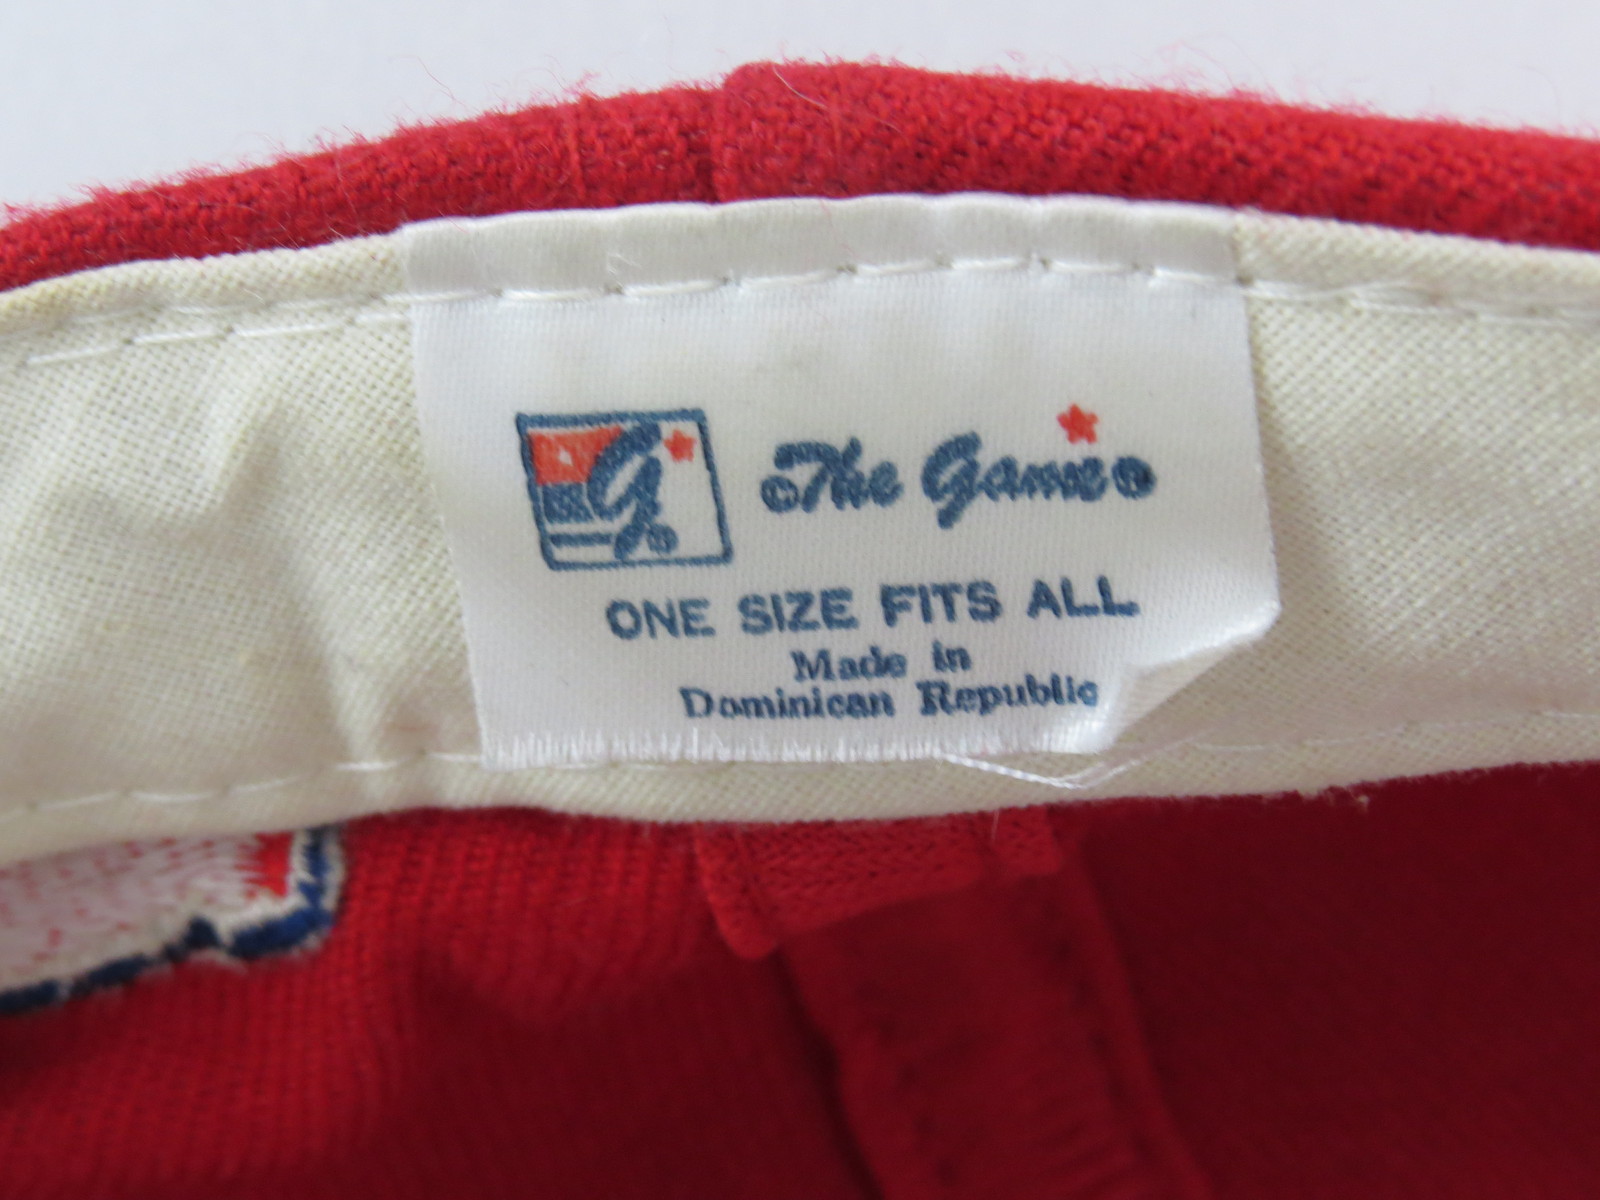 G®
©The Game®
ONE SIZE FITS ALL
Made in
Dominican Republic